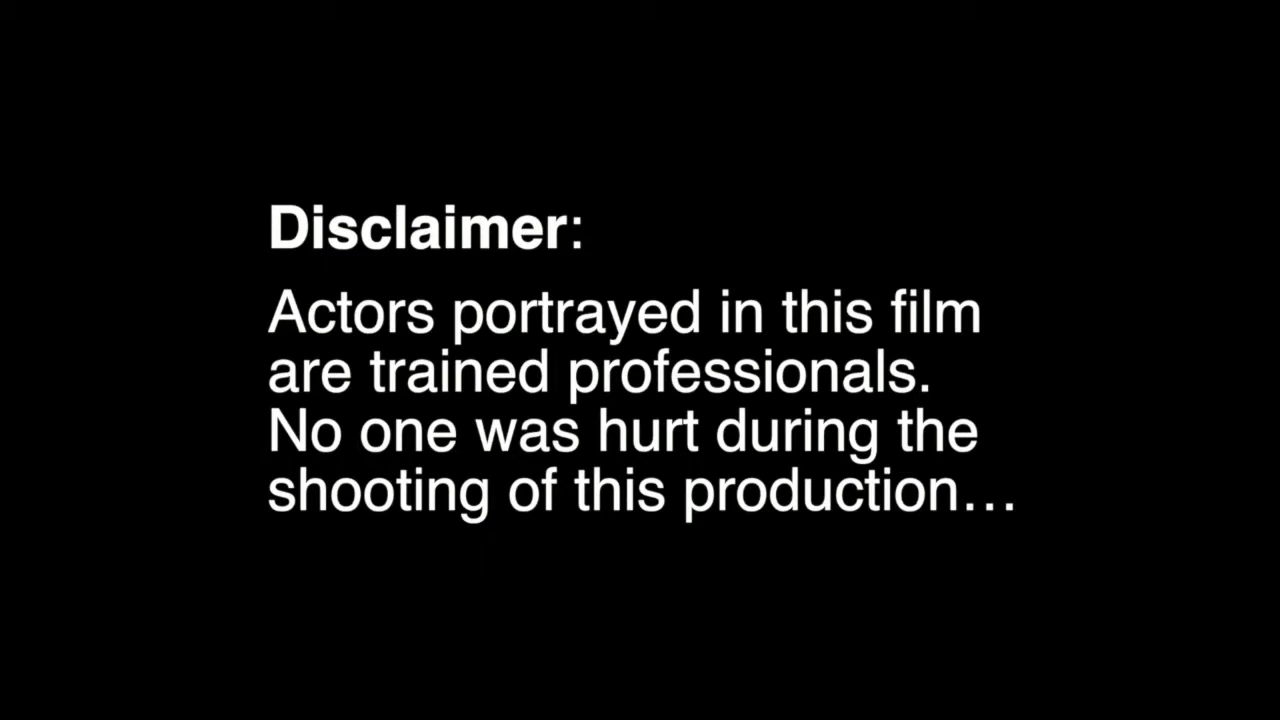 Disclaimer:
Actors portrayed in this film
are trained professionals.
No one was hurt during the
shooting of this production…